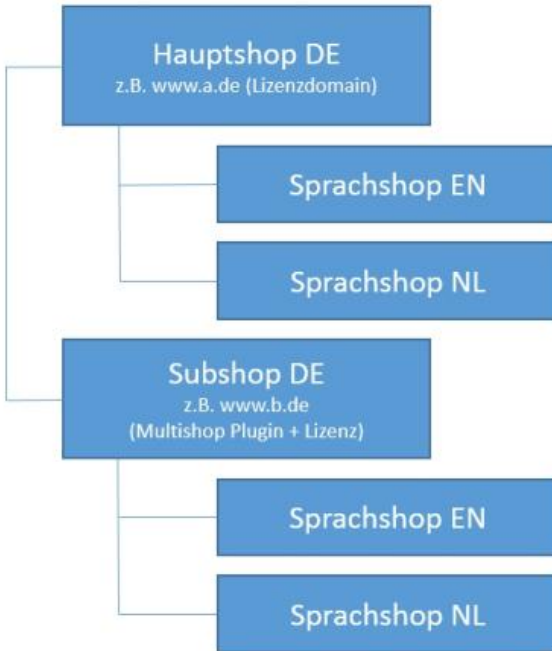 Hauptshop DE
z.B. www.a.de (Lizenzdomain)
Sprachshop EN
Sprachshop NL
Subshop DE
z.B. www.b.de
(Multishop Plugin + Lizenz)
Sprachshop EN
Sprachshop NL